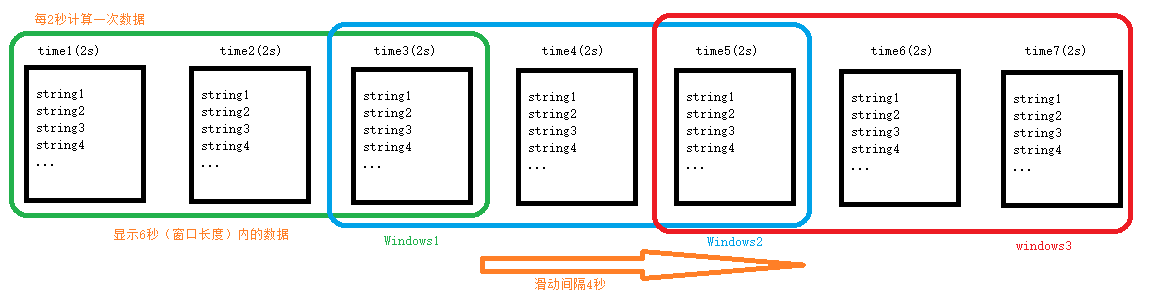 每2秒计算一次数据
time1(2s)
time2(2s)
time3(2s)
time4(2s)
time5(2s)
time6(2s)
time7(2s)
string1
string2
string3
string4
...
string1
string2
string3
string4
...
string1
string2
string3
string4
...
string1
string2
string3
string4
...
string1
string2
string3
string4
...
string1
string2
string3
string4
...
string1
string2
string3
string4
...
显示6秒（窗口长度）内的数据
Windows1
Windows2
windows3
滑动间隔4秒